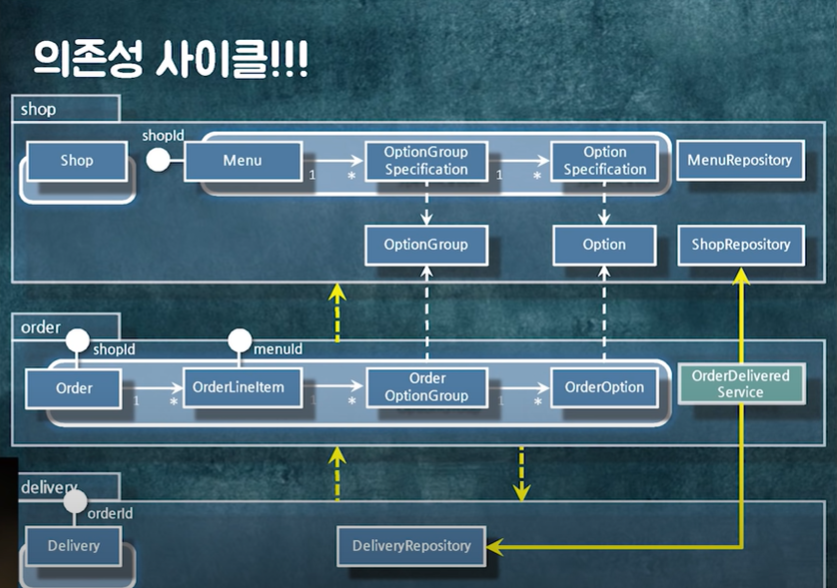 의존성 사이클!!!
shop
shopId
Shop
Menu
OptionGroup
Specification
Option
Specification
MenuRepository
1
*
1
*
OptionGroup
Option
ShopRepository
order
shopId
menuId
Order
OrderLineItem
Order
OptionGroup
OrderOption
OrderDelivered
Service
1
*
1
*
1
*
delivery
orderId
Delivery
DeliveryRepository